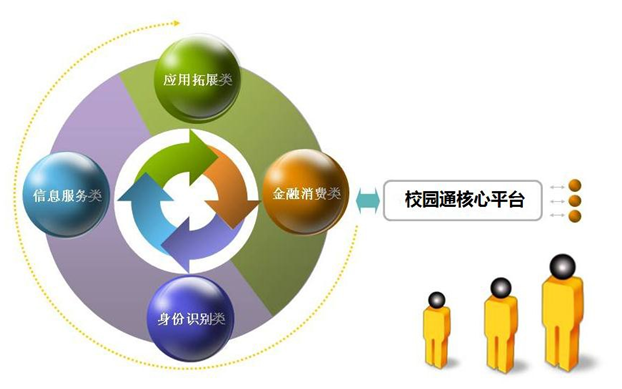 应用拓展类
信息服务类
金融消费类
校园通核心平台
身份识别类